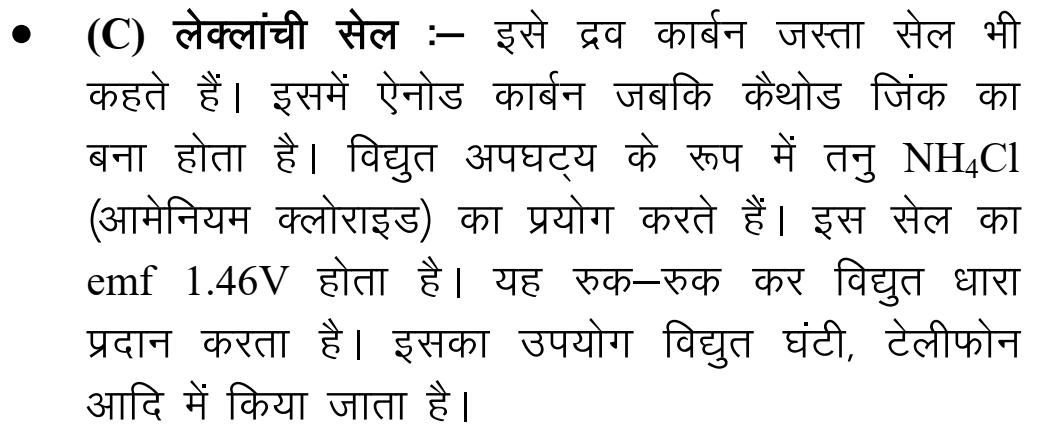 • (C) लेक्लांची सेल :– इसे द्रव कार्बन जस्ता सेल भी
कहते हैं। इसमें ऐनोड कार्बन जबकि कैथोड जिंक का
बना होता है। विद्युत अपघट्य के रूप में तनु NH₄Cl
(आमेनियम क्लोराइड) का प्रयोग करते हैं। इस सेल का
emf 1.46V होता है। यह रुक–रुक कर विद्युत धारा
प्रदान करता है। इसका उपयोग विद्युत घंटी, टेलीफोन
आदि में किया जाता है।